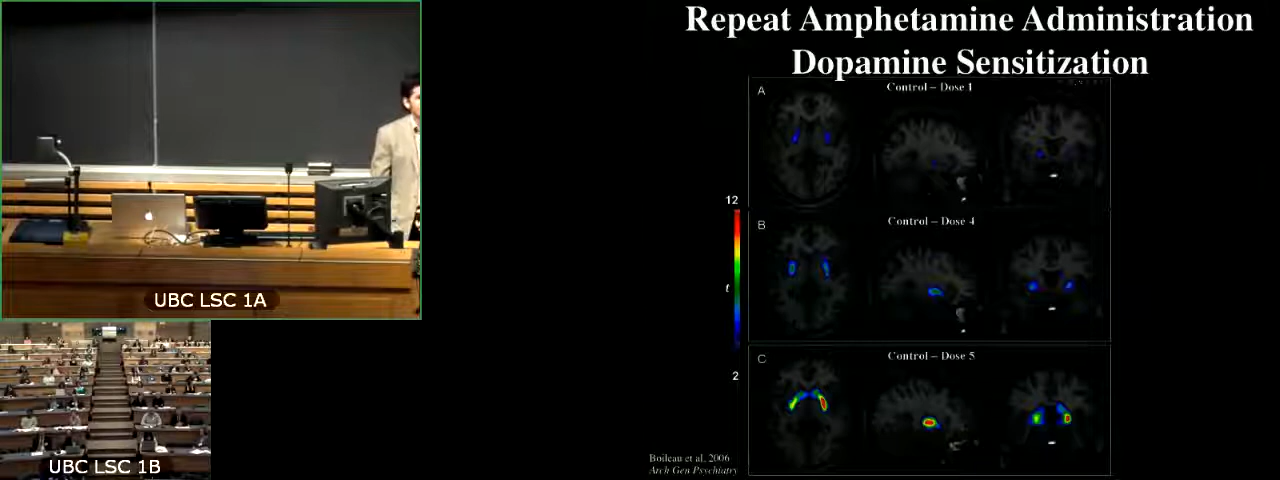 Repeat Amphetamine Administration
Dopamine Sensitization
A
Control – Dose 1
12
B
Control – Dose 4
t
C
Control – Dose 5
2
Boileau et al, 2006
Arch Gen Psychiatry
UBC LSC 1A
UBC LSC 1B